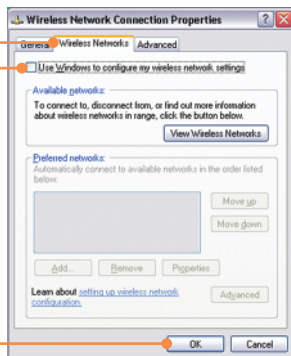 Wireless Network Connection Properties
General Wireless Networks Advanced
Use Windows to configure my wireless network settings
Available networks:
To connect to, disconnect from, or find out more information
about wireless networks in range, click the button below.
View Wireless Networks
Preferred networks:
Automatically connect to available networks in the order listed
below:
Move up
Move down
Add... Remove Properties
Learn about setting up wireless network
configuration.
Advanced
OK Cancel